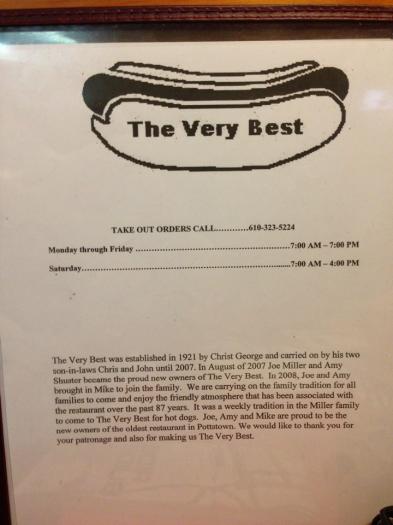 The Very Best
TAKE OUT ORDERS CALL............610-323-5224
Monday through Friday ......................................................7:00 AM – 7:00 PM
Saturday..........................................................................7:00 AM – 4:00 PM
The Very Best was established in 1921 by Christ George and carried on by his two
son-in-laws Chris and John until 2007. In August of 2007 Joe Miller and Amy
Shuster became the proud new owners of The Very Best. In 2008, Joe and Amy
brought in Mike to join the family. We are carrying on the family tradition for all
families to come and enjoy the friendly atmosphere that has been associated with
the restaurant over the past 87 years. It was a weekly tradition in the Miller family
to come to The Very Best for hot dogs. Joe, Amy and Mike are proud to be the
new owners of the oldest restaurant in Pottstown. We would like to thank you for
your patronage and also for making us The Very Best.